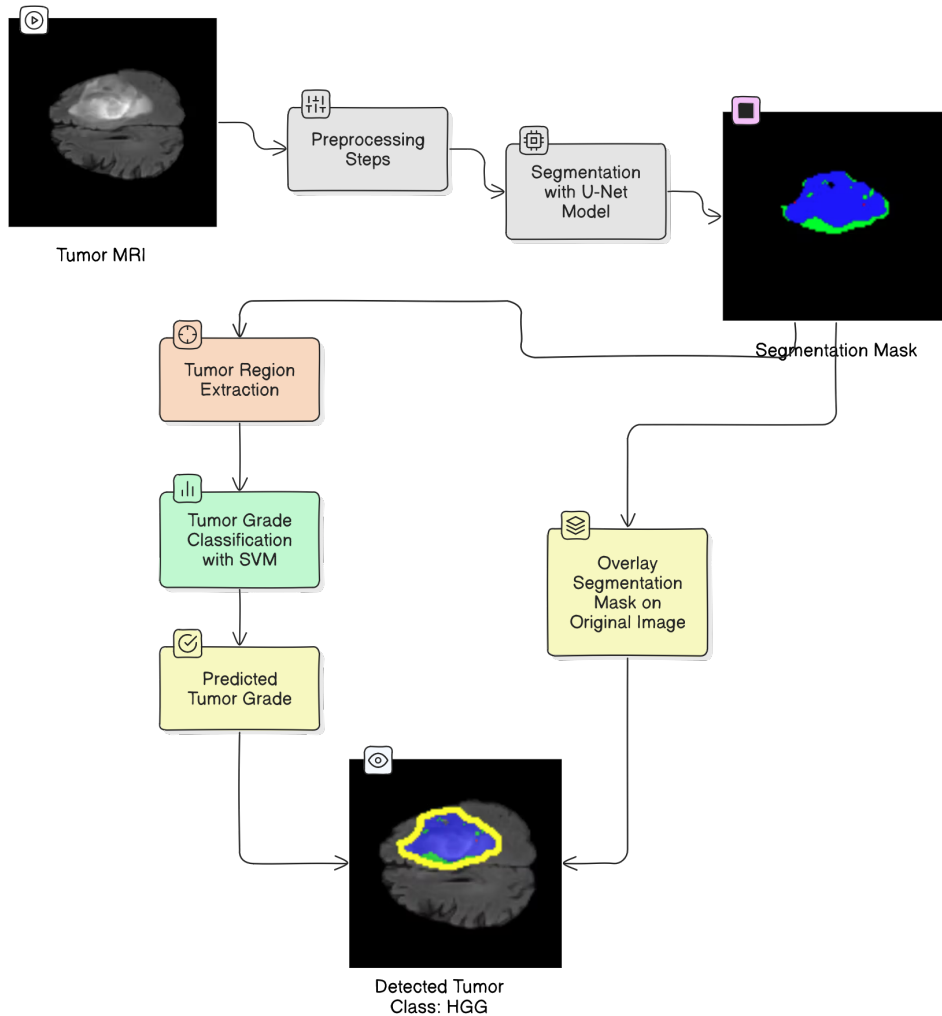 Tumor MRI
Preprocessing
Steps
Segmentation
with U-Net
Model
Segmentation Mask
Tumor Region
Extraction
Tumor Grade
Classification
with SVM
Predicted
Tumor Grade
Overlay
Segmentation
Mask on
Original Image
Detected Tumor
Class: HGG